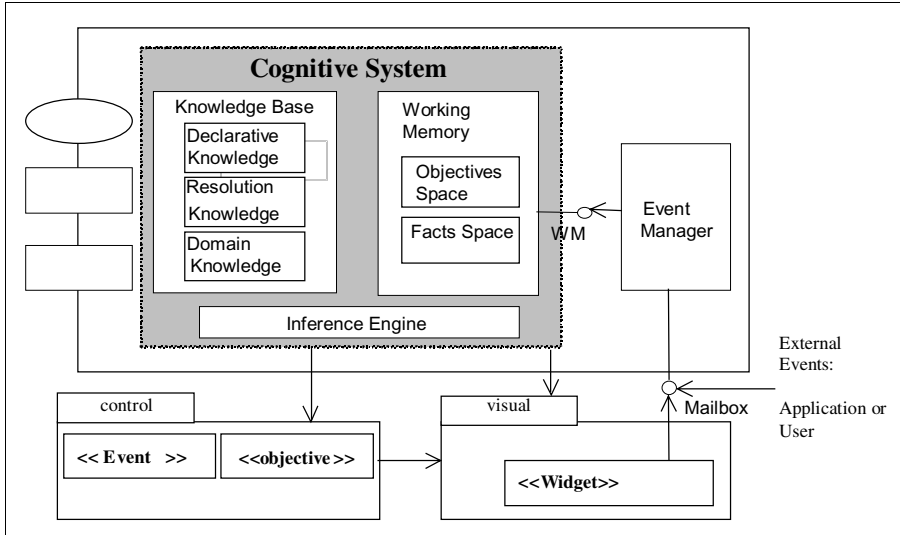 Cognitive System
Knowledge Base
Declarative
Knowledge
Resolution
Knowledge
Domain
Knowledge
Working
Memory
Objectives
Space
Facts Space
Inference Engine
WM
Event
Manager
External
Events:
Application or
User
Mailbox
control
<< Event >>
<<objective>>
visual
<<Widget>>